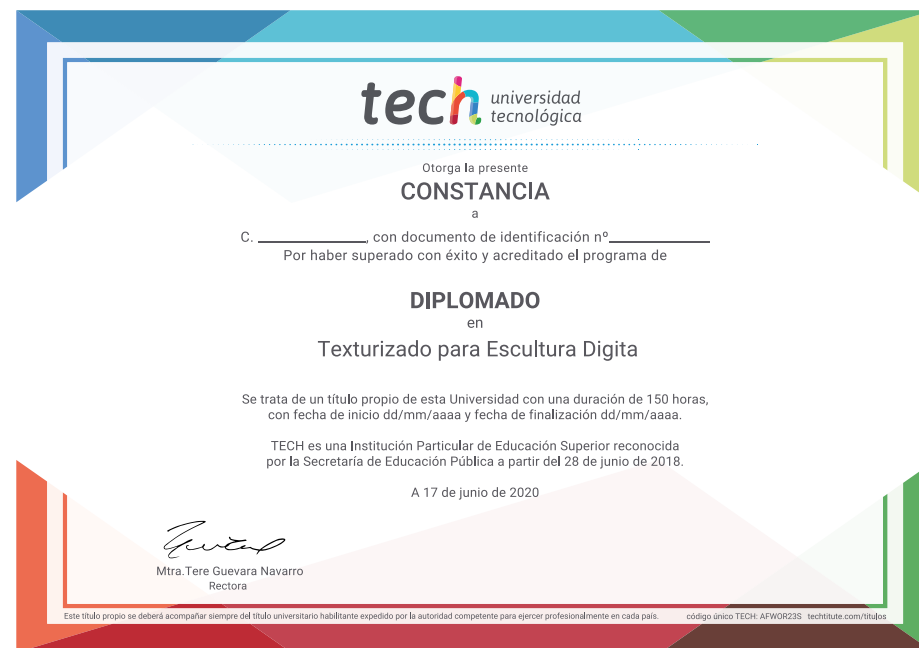 tech universidad
tecnológica
Otorga la presente
CONSTANCIA
a
C. ______________, con documento de identificación nº_____________
Por haber superado con éxito y acreditado el programa de
DIPLOMADO
en
Texturizado para Escultura Digita
Se trata de un título propio de esta Universidad con una duración de 150 horas,
con fecha de inicio dd/mm/aaaa y fecha de finalización dd/mm/aaaa.
TECH es una Institución Particular de Educación Superior reconocida
por la Secretaría de Educación Pública a partir del 28 de junio de 2018.
A 17 de junio de 2020
Mtra.Tere Guevara Navarro
Rectora
Este título propio se deberá acompañar siempre del título universitario habilitante expedido por la autoridad competente para ejercer profesionalmente en cada país. código único TECH: AFWOR23S techtitute.com/titulos